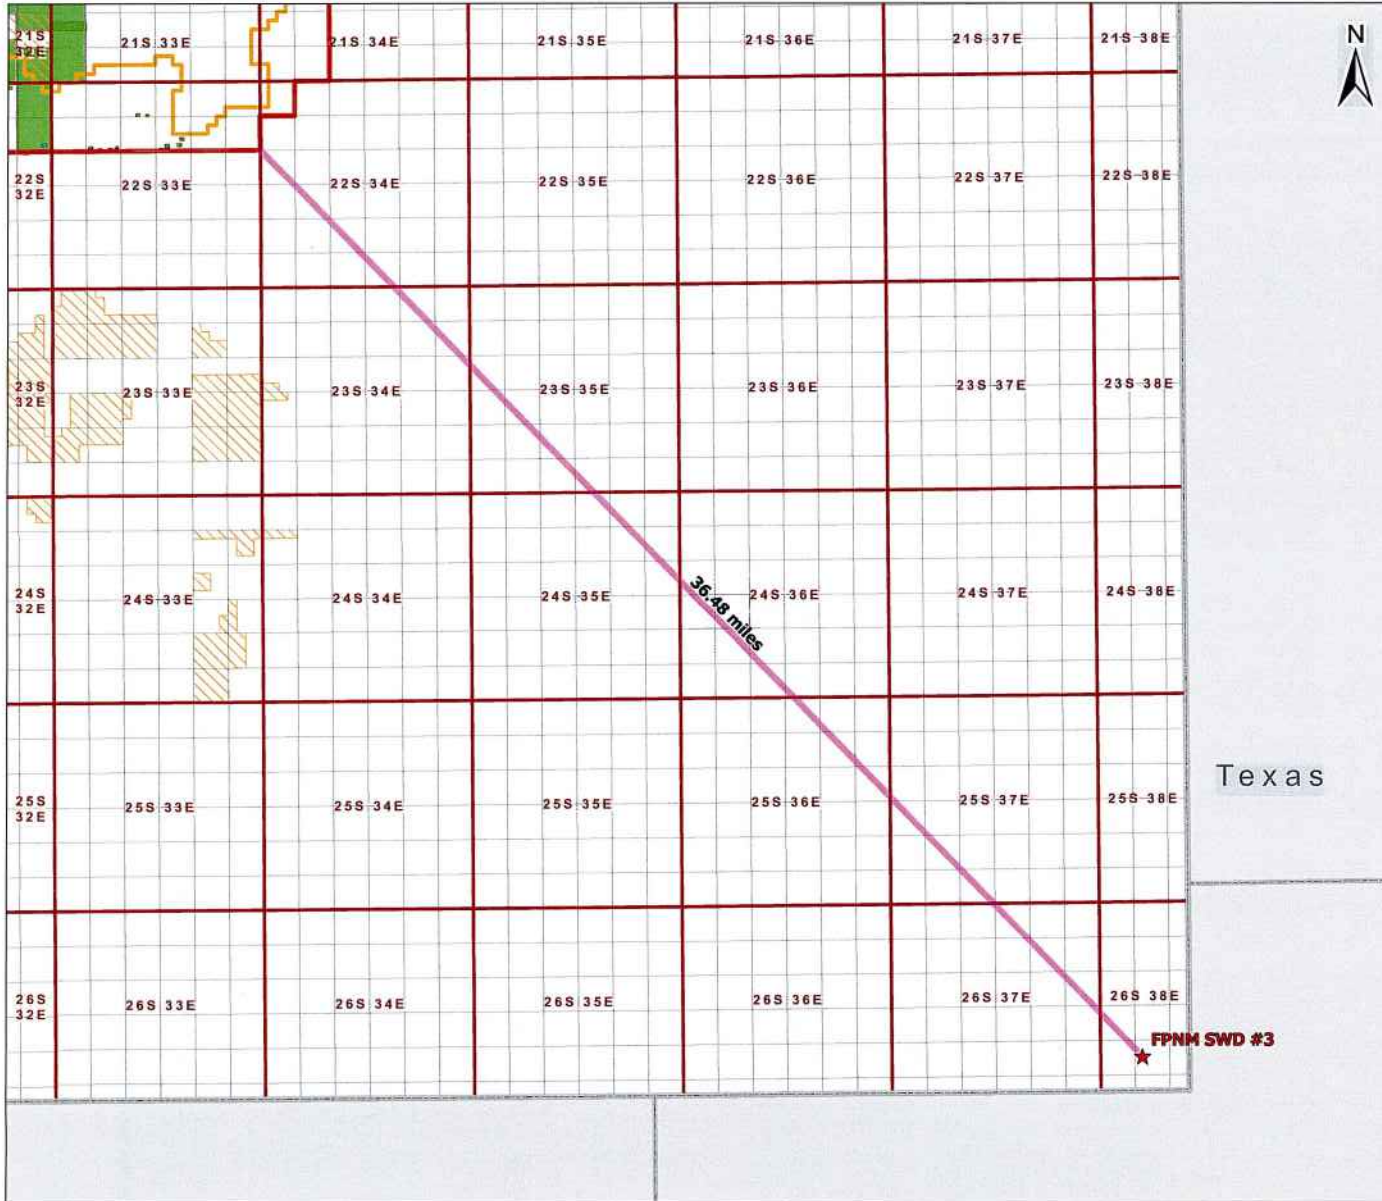 N
21S 32E
21S 33E
21S 34E
21S 35E
21S 36E
21S 37E
21S 38E
22S
32E
22S 33E
22S 34E
22S 35E
22S 36E
22S 37E
22S 38E
23S
32E
23S 33E
23S 34E
23S 35E
23S 36E
23S 37E
23S 38E
24S
32E
24S 33E
24S 34E
24S 35E
24S 36E
24S 37E
24S 38E
36.48 miles
Texas
25S
32E
25S 33E
25S 34E
25S 35E
25S 36E
25S 37E
25S 38E
26S
32E
26S 33E
26S 34E
26S 35E
26S 36E
26S 37E
26S 38E
FPNM SWD #3